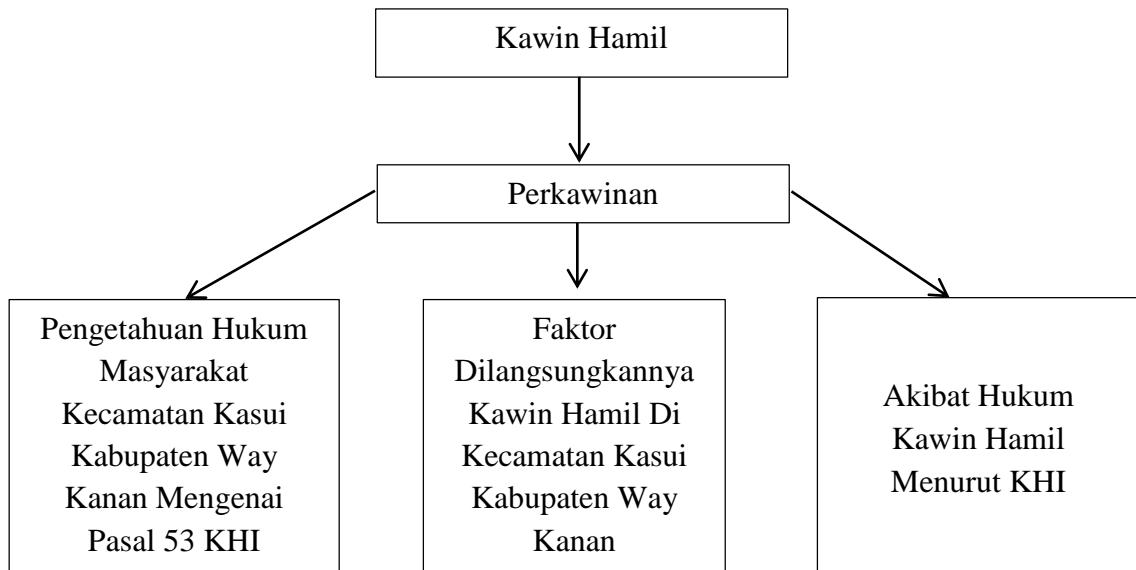 Kawin Hamil
Perkawinan
Pengetahuan Hukum
Masyarakat
Kecamatan Kasui
Kabupaten Way
Kanan Mengenai
Pasal 53 KHI
Faktor
Dilangsungkannya
Kawin Hamil Di
Kecamatan Kasui
Kabupaten Way
Kanan
Akibat Hukum
Kawin Hamil
Menurut KHI